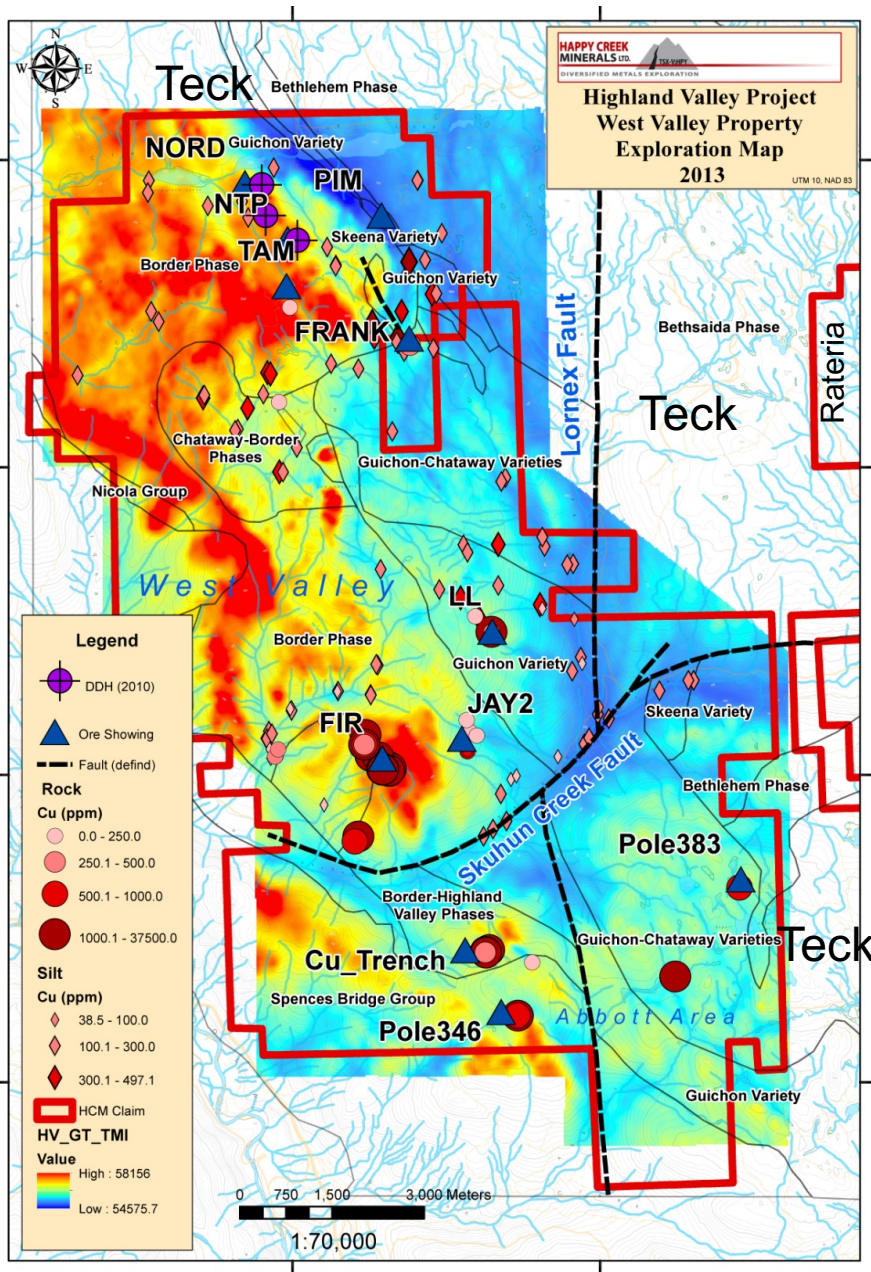 N
W
E
S
Teck
Bethlehem Phase
HAPPY CREEK
MINERALS LTD.
TSX-V:HPY
DIVERSIFIED METALS EXPLORATION
Highland Valley Project
West Valley Property
Exploration Map
2013
UTM 10, NAD 83
NORD
Guichon Variety
PIM
NTP
TAM
Skeena Variety
Border Phase
Guichon Variety
FRANK
Lornex Fault
Bethsaida Phase
Rateria
Teck
Chataway-Border
Phases
Guichon-Chataway Varieties
Nicola Group
West Valley
LL
Border Phase
Guichon Variety
JAY2
FIR
Skeena Variety
Skuhun Creek Fault
Bethlehem Phase
Pole383
Border-Highland
Valley Phases
Guichon-Chataway Varieties
Teck
Cu_Trench
Spences Bridge Group
Pole346
Abbott Area
Guichon Variety
Legend
DDH (2010)
Ore Showing
Fault (defind)
Rock
Cu (ppm)
0.0 - 250.0
250.1 - 500.0
500.1 - 1000.0
1000.1 - 37500.0
Silt
Cu (ppm)
38.5 - 100.0
100.1 - 300.0
300.1 - 497.1
HCM Claim
HV_GT_TMI
Value
High : 58156
Low : 54575.7
0 750 1,500 3,000 Meters
1:70,000